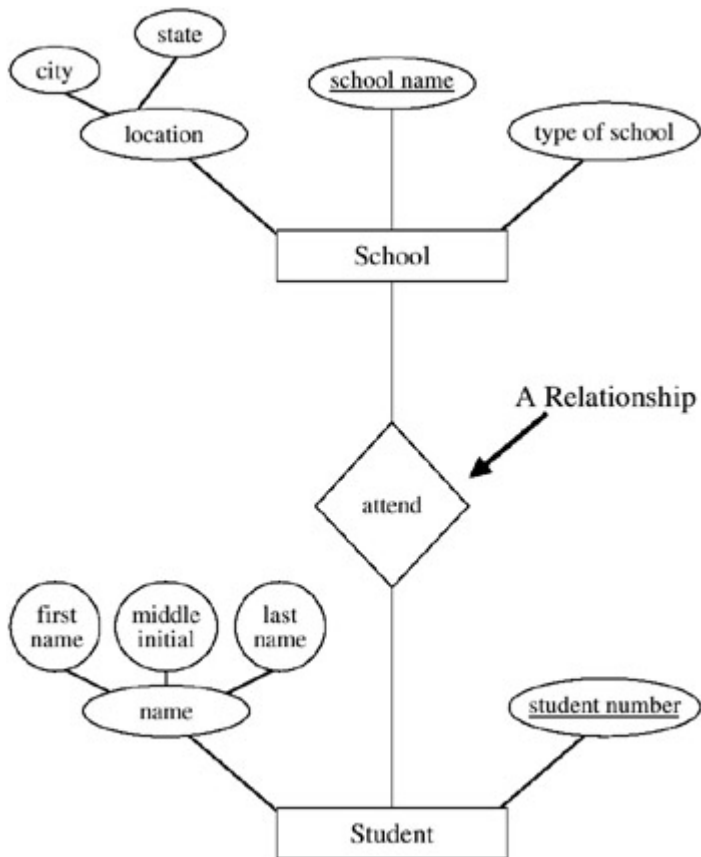 state
city
school name
location
type of school
School
A Relationship
attend
first
name
middle
initial
last
name
name
student number
Student